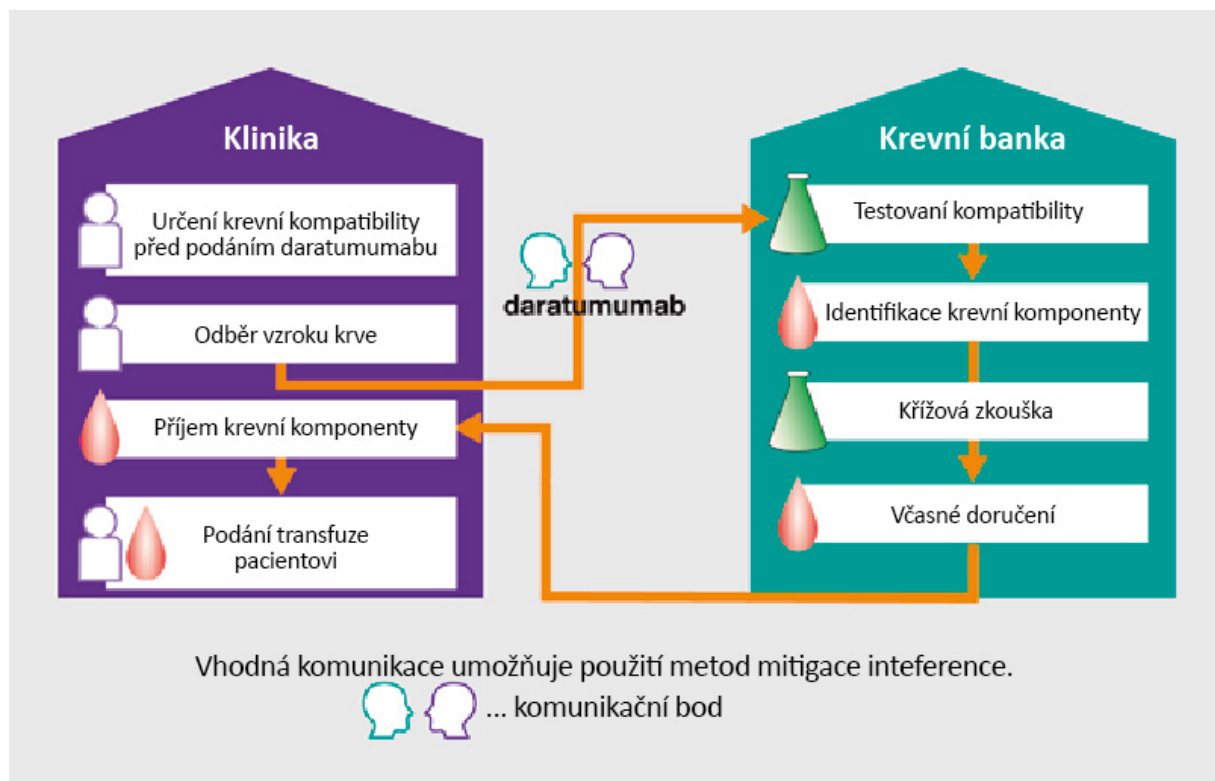 Klinika
Určení krevní kompatibility
před podáním daratumumabu
Odběr vzroku krve
Příjem krevní komponenty
Podání transfuze
pacientovi
daratumumab
Krevní banka
Testovaní kompatibility
Identifikace krevní komponenty
Křížová zkouška
Včasné doručení
Vhodná komunikace umožňuje použití metod mitigace inteference.
... komunikační bod